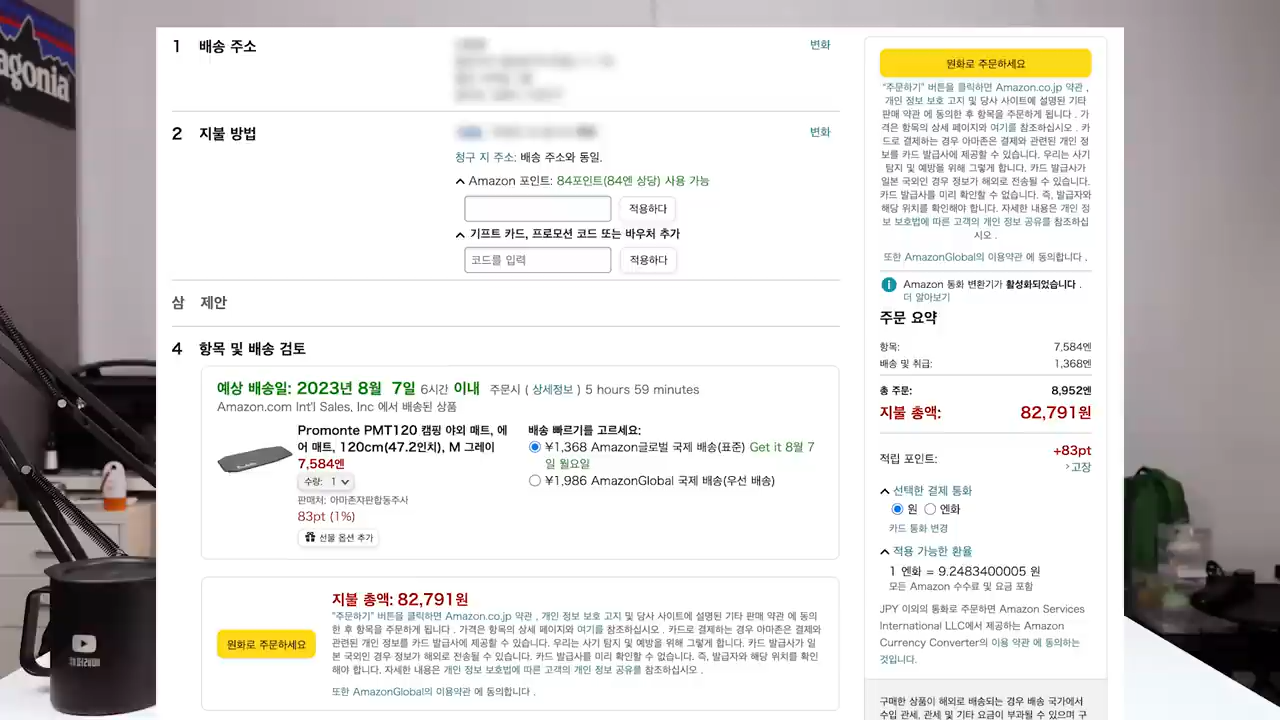 agonia
1 배송 주소
변화
2 지불 방법
변화
청구 지 주소: 배송 주소와 동일.
Amazon 포인트: 84포인트(84엔 상당) 사용 가능
적용하다
기프트 카드, 프로모션 코드 또는 바우처 추가
코드를 입력
적용하다
삼 제안
4 항목 및 배송 검토
예상 배송일: 2023년 8월 7일 6시간 이내 주문시 ( 상세정보 ) 5 hours 59 minutes
Amazon.com Int'l Sales, Inc 에서 배송된 상품
Promonte PMT120 캠핑 야외 매트, 에
어 매트, 120cm(47.2인치), M 그레이
7,584엔
수량: 1
판매처: 아마존쟈판합동주사
83pt (1%)
선물 옵션 추가
배송 빠르기를 고르세요:
¥1,368 Amazon글로벌 국제 배송(표준) Get it 8월 7
일 월요일
¥1,986 AmazonGlobal 국제 배송(우선 배송)
지불 총액: 82,791원
"주문하기" 버튼을 클릭하면 Amazon.co.jp 약관 , 개인 정보 보호 고지 및 당사 사이트에 설명된 기타 판매 약관 에 동의
한 후 항목을 주문하게 됩니다 . 가격은 항목의 상세 페이지와 여기를 참조하십시오 . 카드로 결제하는 경우 아마존은 결제와
관련된 개인 정보를 카드 발급사에 제공할 수 있습니다. 우리는 사기 탐지 및 예방을 위해 그렇게 합니다. 카드 발급사가 일
본 국외인 경우 정보가 해외로 전송될 수 있습니다. 카드 발급사를 미리 확인할 수 없습니다. 즉, 발급자와 해당 위치를 확인
해야 합니다. 자세한 내용은 개인 정보 보호법에 따른 고객의 개인 정보 공유를 참조하십시오 .
원화로 주문하세요
또한 AmazonGlobal의 이용약관 에 동의합니다 .
원화로 주문하세요
"주문하기" 버튼을 클릭하면 Amazon.co.jp 약관 ,
개인 정보 보호 고지 및 당사 사이트에 설명된 기타
판매 약관 에 동의한 후 항목을 주문하게 됩니다 . 가
격은 항목의 상세 페이지와 여기를 참조하십시오 . 카
드로 결제하는 경우 아마존은 결제와 관련된 개인 정
보를 카드 발급사에 제공할 수 있습니다. 우리는 사기
탐지 및 예방을 위해 그렇게 합니다. 카드 발급사가
일본 국외인 경우 정보가 해외로 전송될 수 있습니다.
카드 발급사를 미리 확인할 수 없습니다. 즉, 발급자와
해당 위치를 확인해야 합니다. 자세한 내용은 개인 정
보 보호법에 따른 고객의 개인 정보 공유를 참조하십
시오 .
또한 AmazonGlobal의 이용약관 에 동의합니다 .
Amazon 통화 변환기가 활성화되었습니다 .
더 알아보기
주문 요약
항목: 7,584엔
배송 및 취급: 1,368엔
총 주문: 8,952엔
지불 총액: 82,791원
적립 포인트: +83pt
고장
선택한 결제 통화
원 엔화
카드 통화 변경
적용 가능한 환율
1 엔화 = 9.2483400005 원
모든 Amazon 수수료 및 요금 포함
JPY 이외의 통화로 주문하면 Amazon Services
International LLC에서 제공하는 Amazon
Currency Converter의 이용 약관 에 동의하는
것입니다.
구매한 상품이 해외로 배송되는 경우 배송 국가에서
수입 관세, 관세 및 기타 요금이 부과될 수 있으며 구